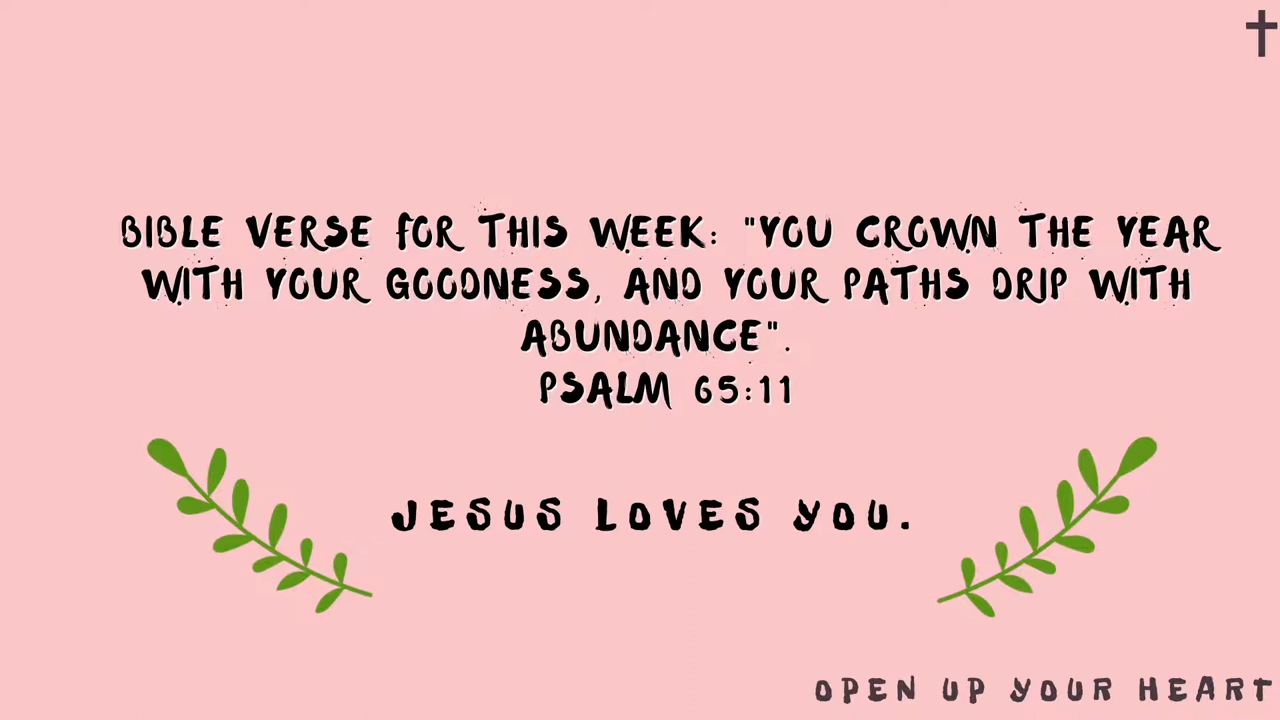 BIBLE VERSE FOR THIS WEEK: "YOU CROWN THE YEAR
WITH YOUR GOODNESS, AND YOUR PATHS DRIP WITH
ABUNDANCE".
PSALM 65:11
JESUS LOVES YOU.
OPEN UP YOUR HEART